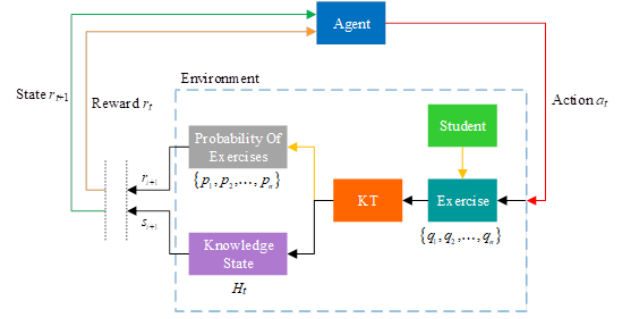 Agent
Environment
State r_{t+1}
Reward r_t
Action a_t
Student
Probability Of
Exercises
r_{t+1}
{p_1, p_2, ..., p_n}
KT
Exercise
s_{t+1}
{q_1, q_2, ..., q_n}
Knowledge
State
H_t